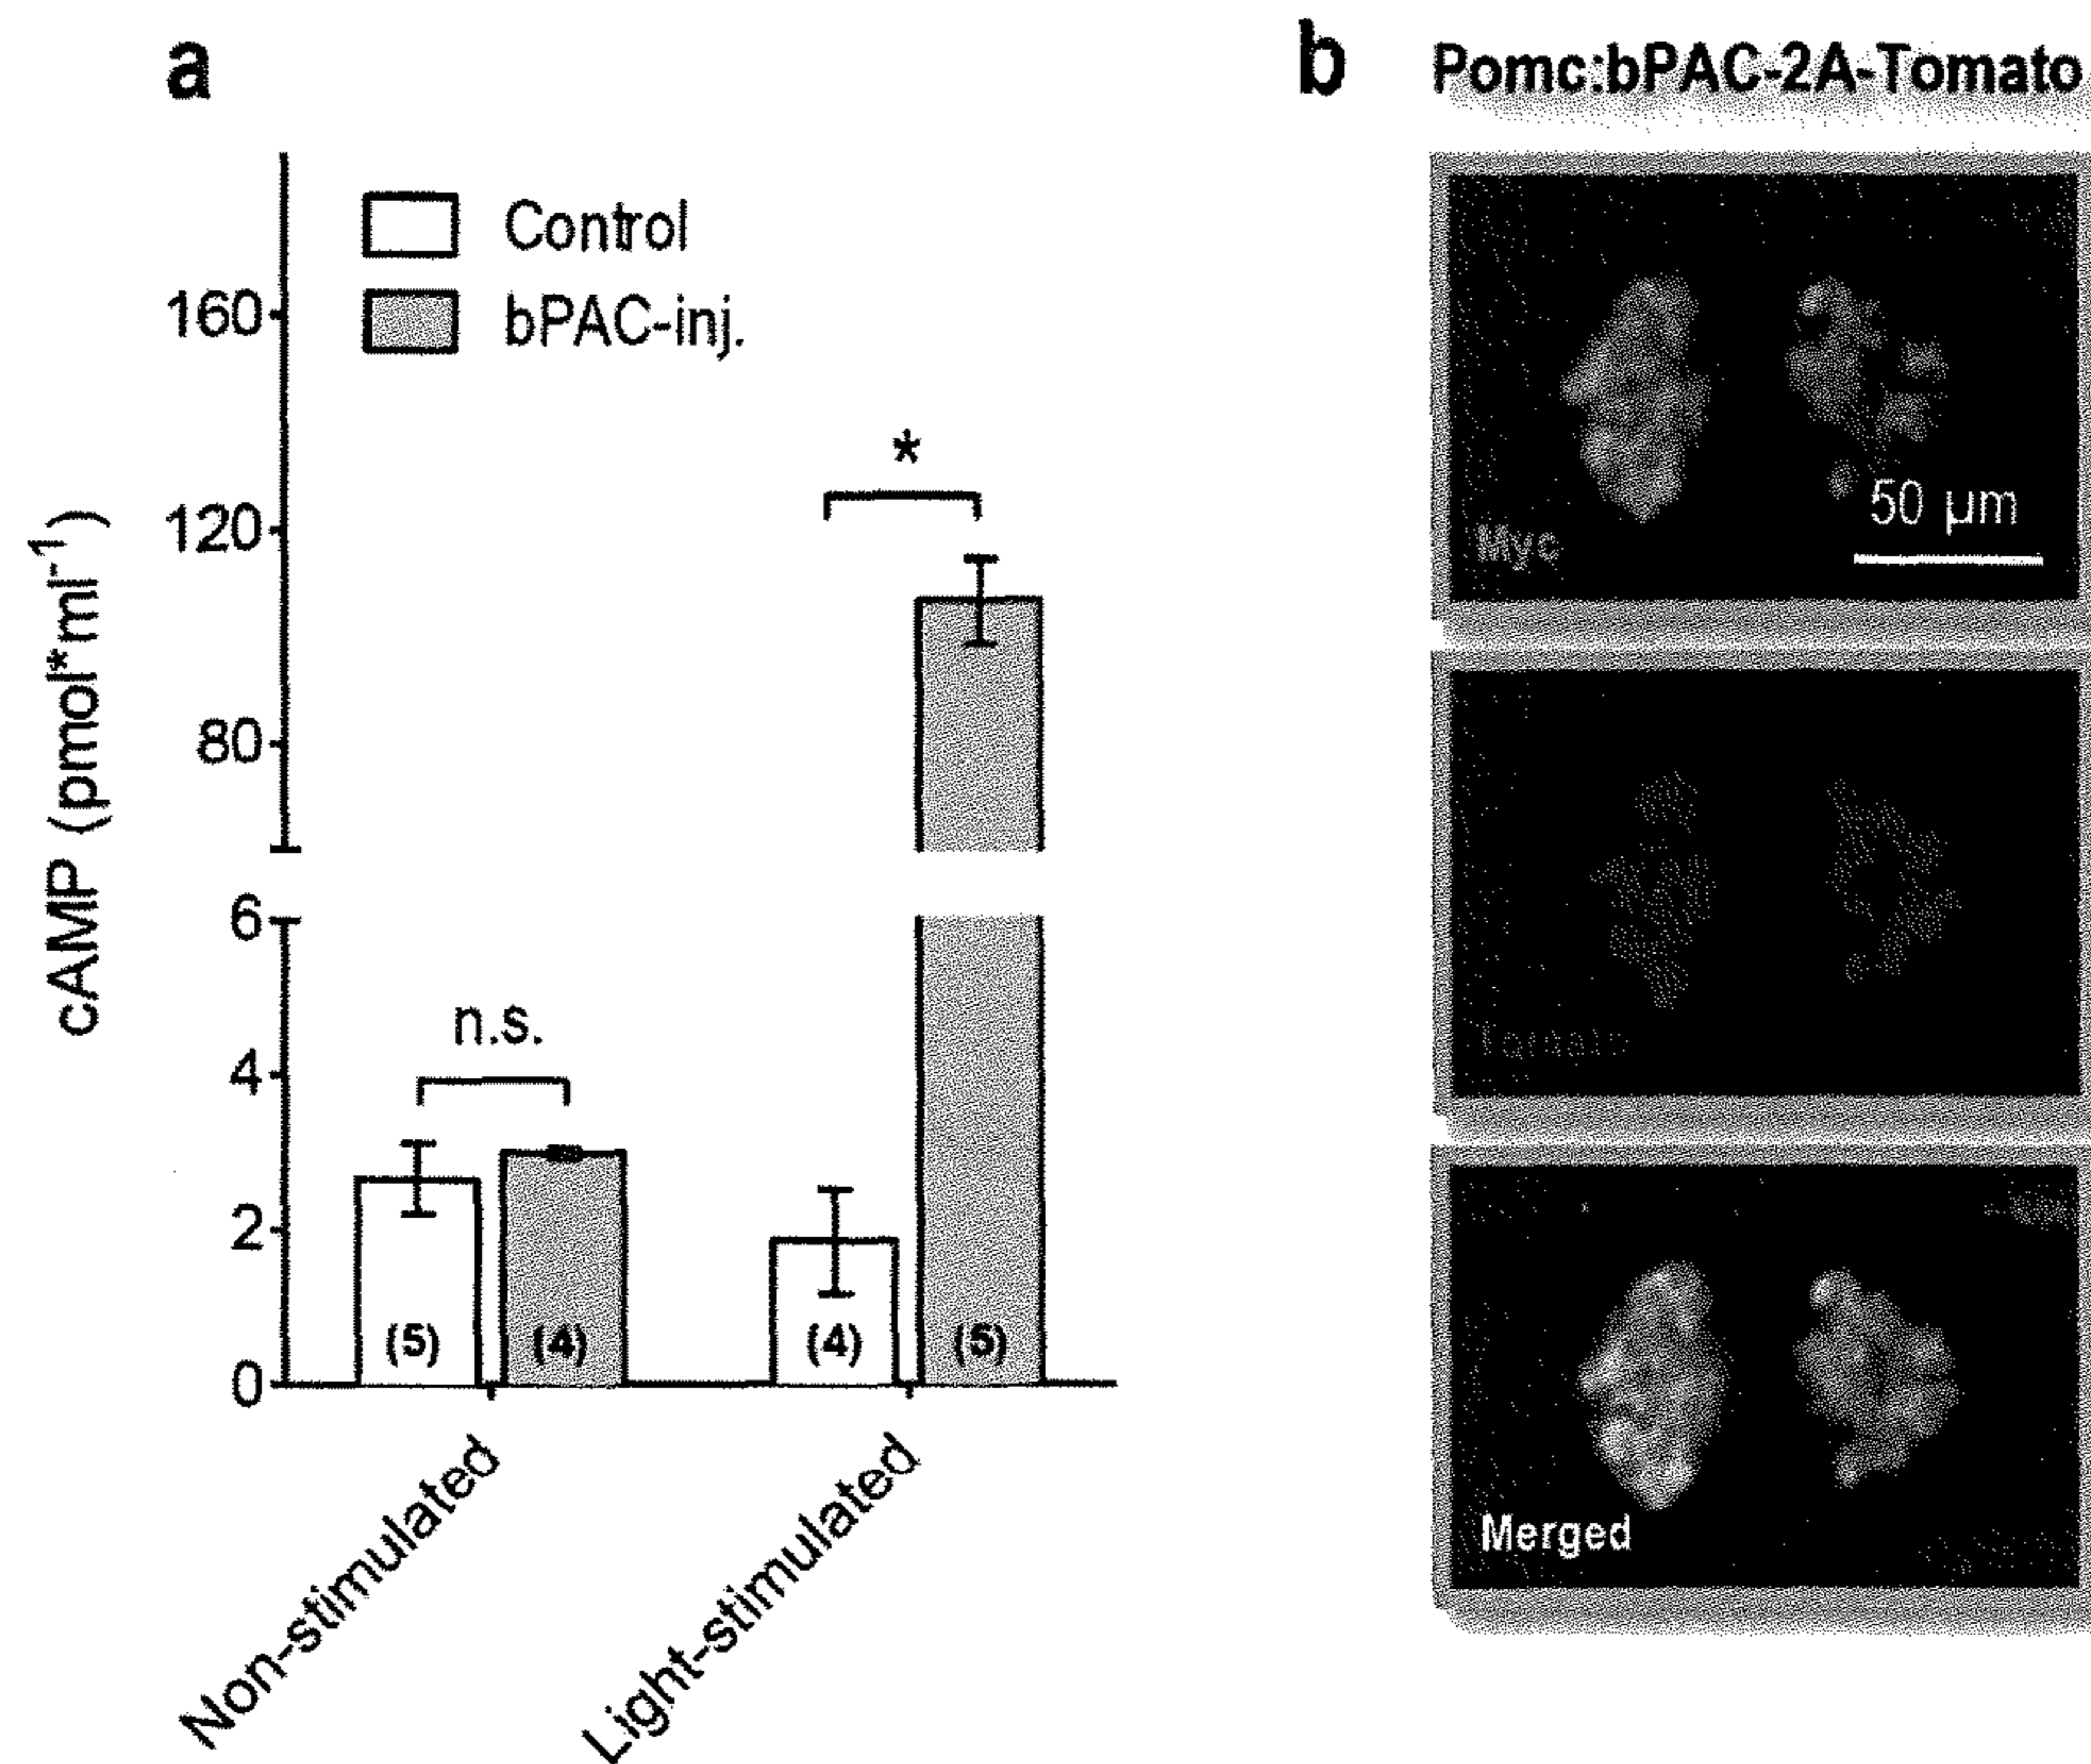 a
Control
bPAC-inj.
cAMP (pmol*ml-1)
160
120
80
6
4
2
0
*
n.s.
(5)
(4)
(4)
(5)
Non-stimulated
Light-stimulated
b
Pomc:bPAC-2A-Tomato
Myc
50 µm
Merged